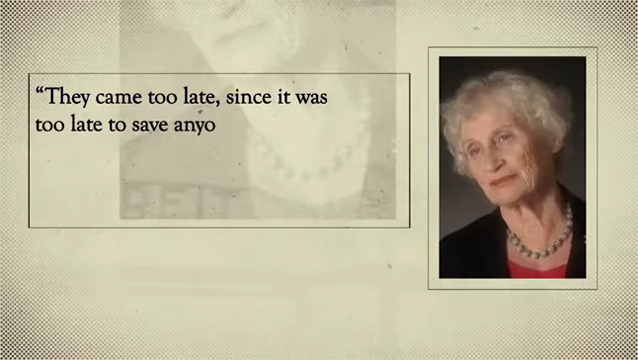 “They came too late, since it was
too late to save anyo